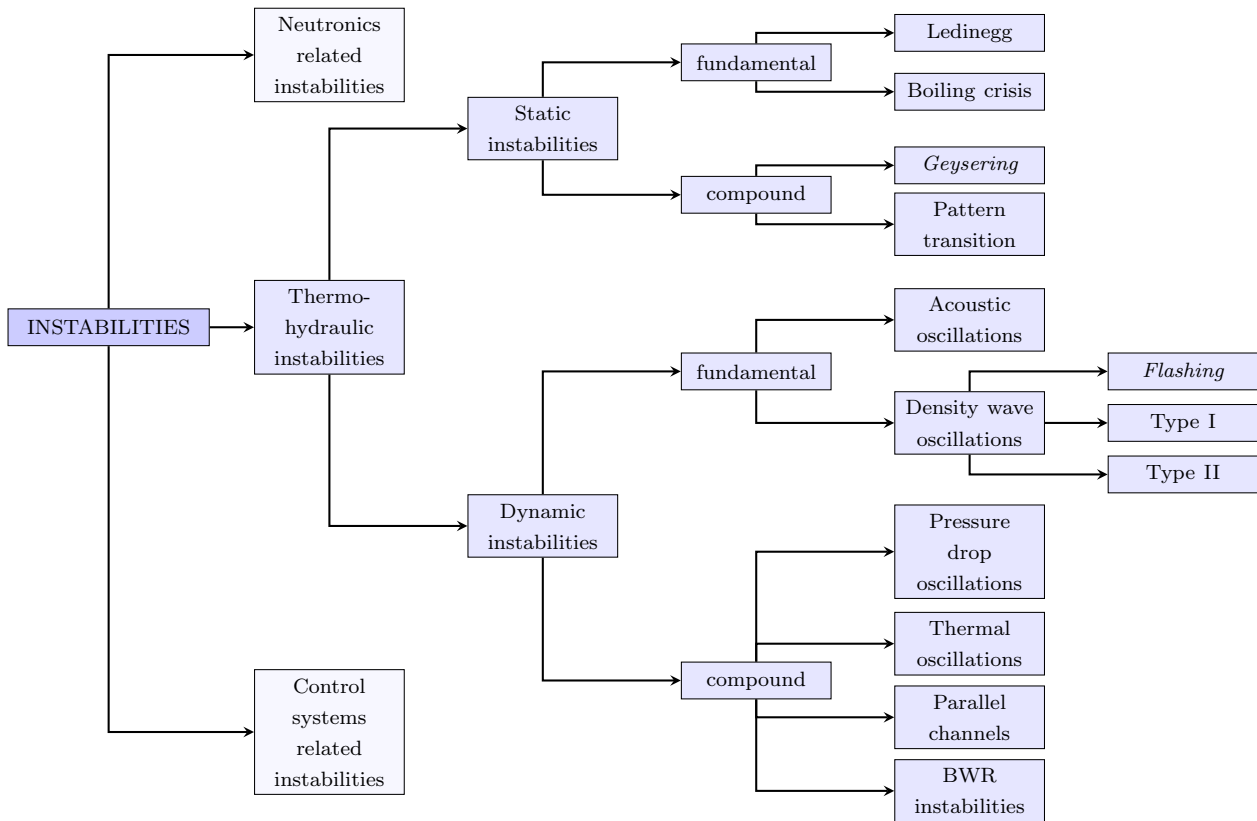 Neutronics
related
instabilities
Ledinegg
fundamental
Boiling crisis
Static
instabilities
Geysering
compound
Pattern
transition
Thermo-
hydraulic
instabilities
INSTABILITIES
Acoustic
oscillations
fundamental
Flashing
Density wave
oscillations
Type I
Type II
Dynamic
instabilities
Pressure
drop
oscillations
Thermal
oscillations
compound
Parallel
channels
BWR
instabilities
Control
systems
related
instabilities